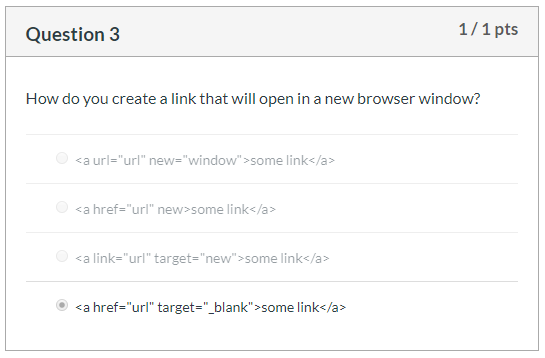 Question 3
1 / 1 pts
How do you create a link that will open in a new browser window?
<a url="url" new="window">some link</a>
<a href="url" new>some link</a>
<a link="url" target="new">some link</a>
<a href="url" target="_blank">some link</a>